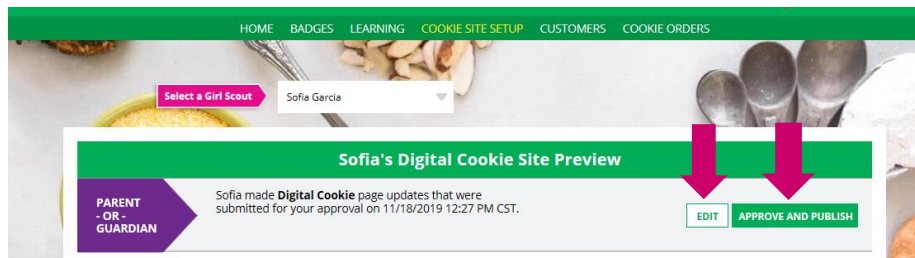 HOME BADGES LEARNING COOKIE SITE SETUP CUSTOMERS COOKIE ORDERS
Select a Girl Scout Sofia Garcia
Sofia's Digital Cookie Site Preview
PARENT
- OR -
GUARDIAN
Sofia made Digital Cookie page updates that were
submitted for your approval on 11/18/2019 12:27 PM CST.
EDIT APPROVE AND PUBLISH